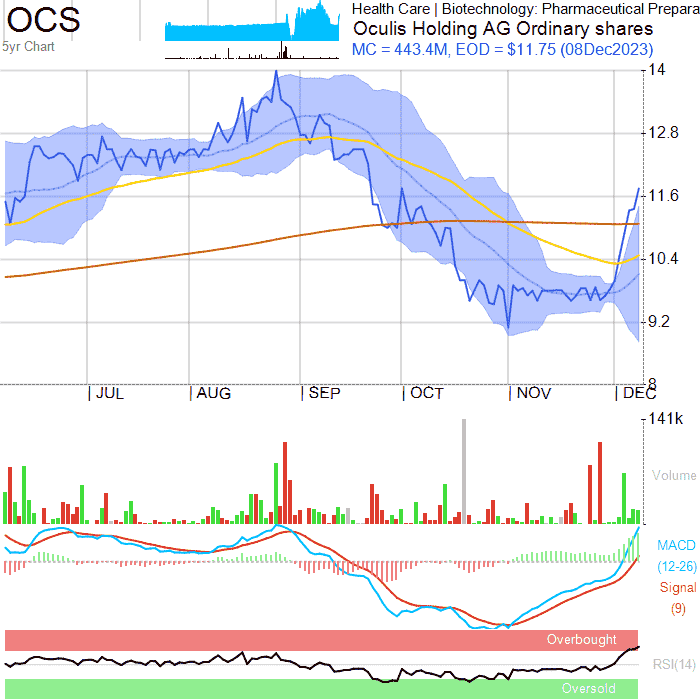 OCS
5yr Chart
Health Care | Biotechnology: Pharmaceutical Prepara
Oculis Holding AG Ordinary shares
MC = 443.4M, EOD = $11.75 (08Dec2023)
14
12.8
11.6
10.4
9.2
8
JUL AUG SEP OCT NOV DEC
141k
Volume
MACD
(12-26)
Signal
(9)
Overbought
RSI(14)
Oversold